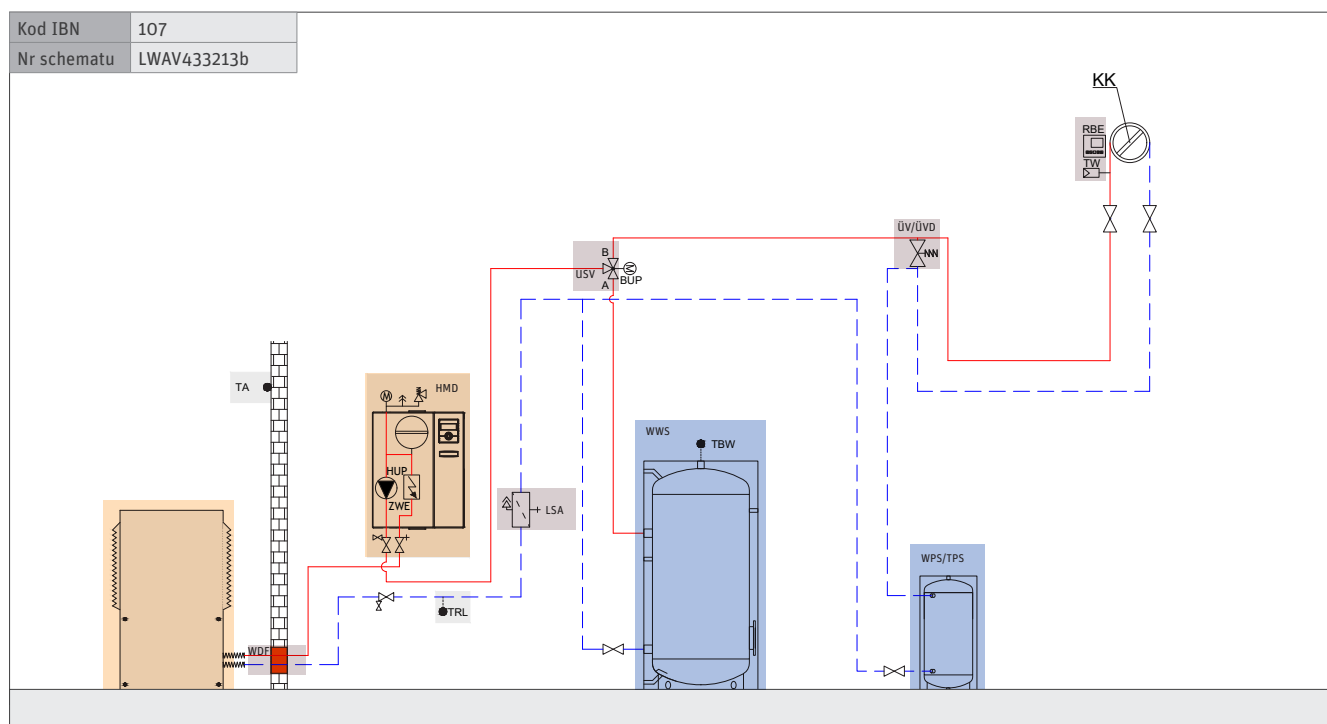 Kod IBN 107
Nr schematu LWAV433213b
KK
RBE
TW
ÜV/ÜVD
B
USV
BUP
A
TA
HMD
WWS
TBW
HUP
ZWE
LSA
WPS/TPS
TRL
WDF